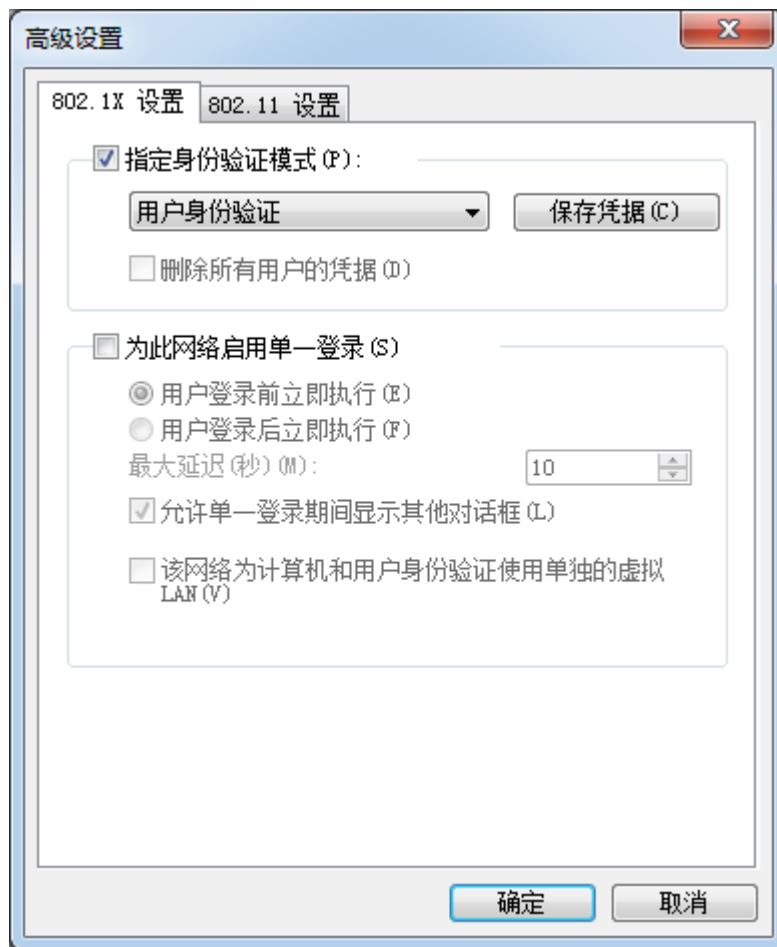 高级设置
802.1X 设置
802.11 设置
指定身份验证模式(P):
用户身份验证
保存凭据(C)
删除所有用户的凭据(D)
为此网络启用单一登录(S)
用户登录前立即执行(E)
用户登录后立即执行(F)
最大延迟(秒)(M):
10
允许单一登录期间显示其他对话框(L)
该网络为计算机和用户身份验证使用单独的虚拟
LAN(V)
确定
取消